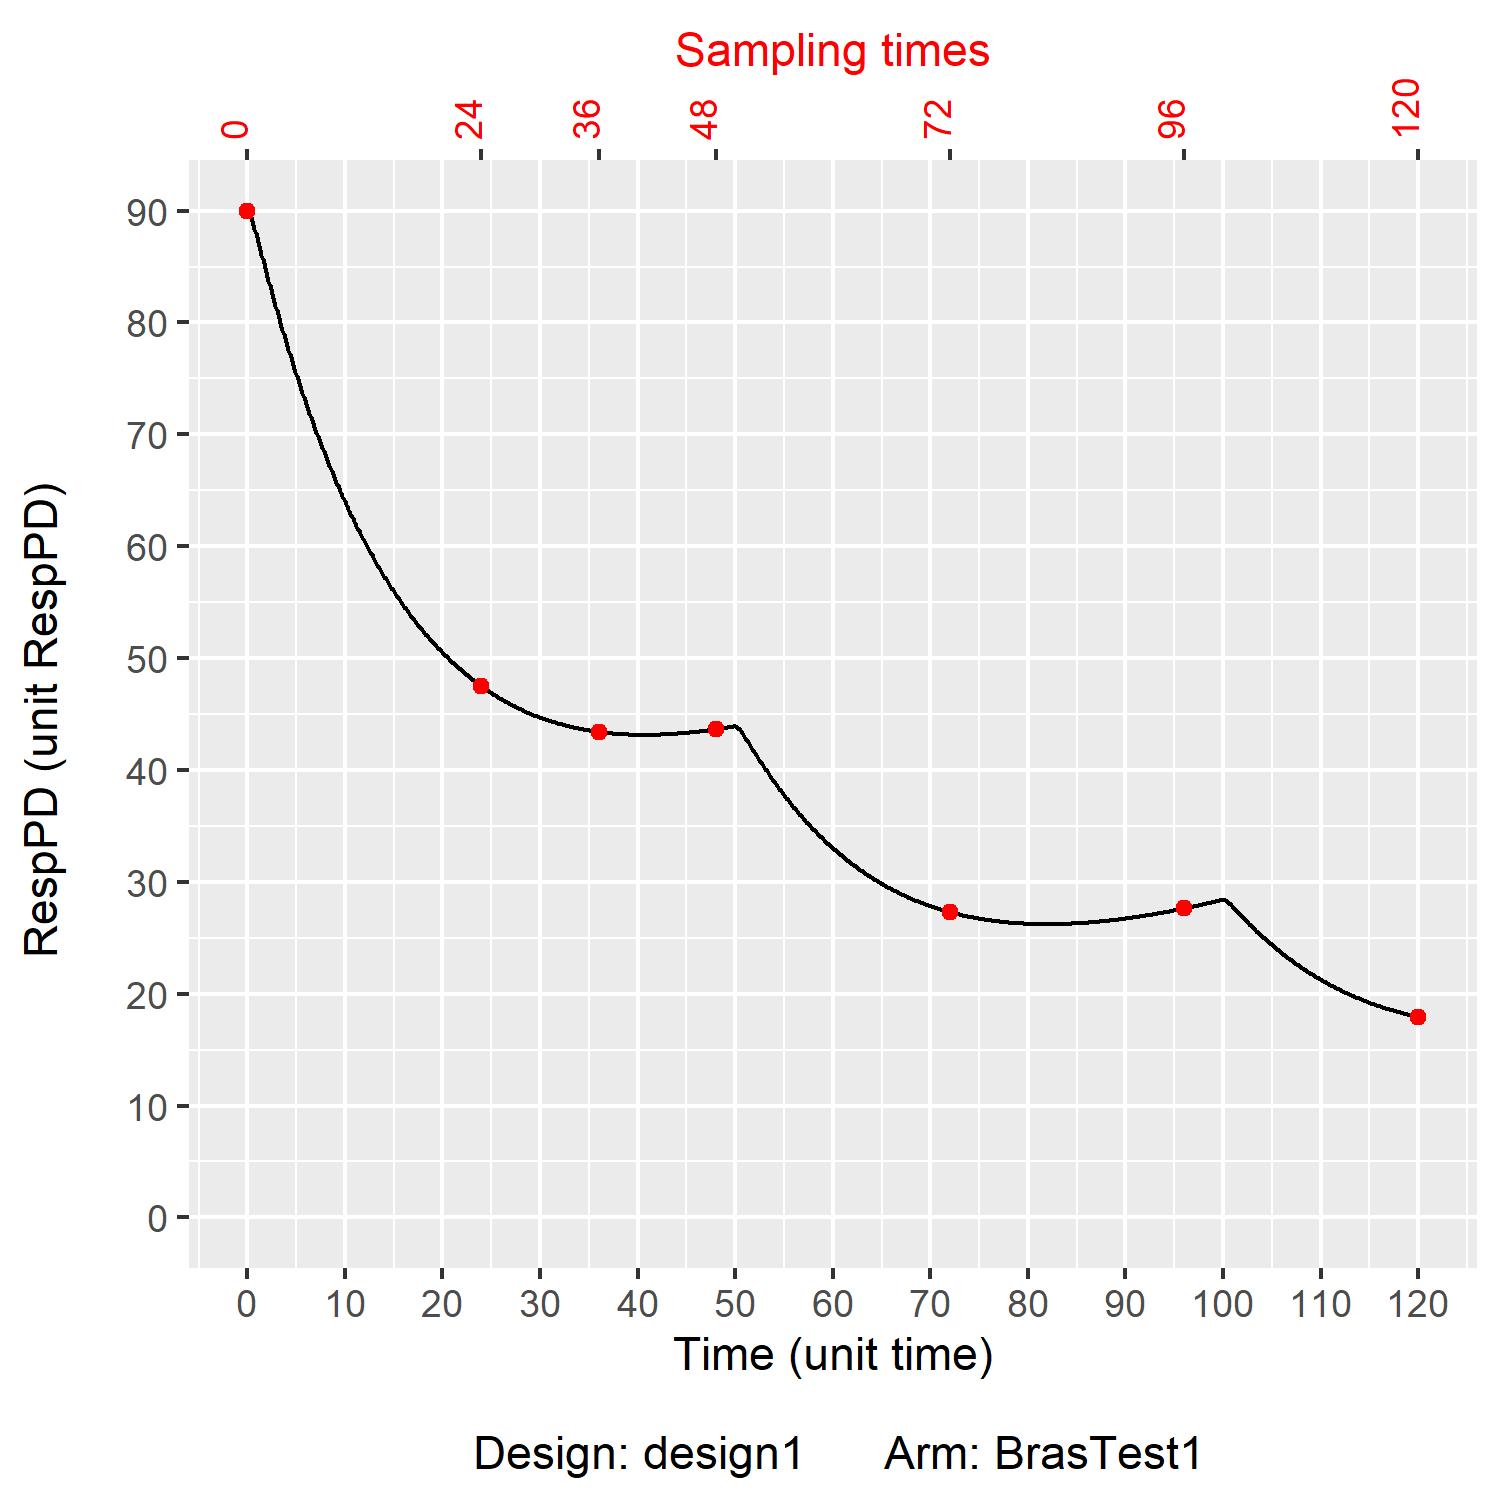 Sampling times
0 24 36 48 72 96 120
RespPD (unit RespPD)
90
80
70
60
50
40
30
20
10
0
0 10 20 30 40 50 60 70 80 90 100 110 120
Time (unit time)
Design: design1 Arm: BrasTest1